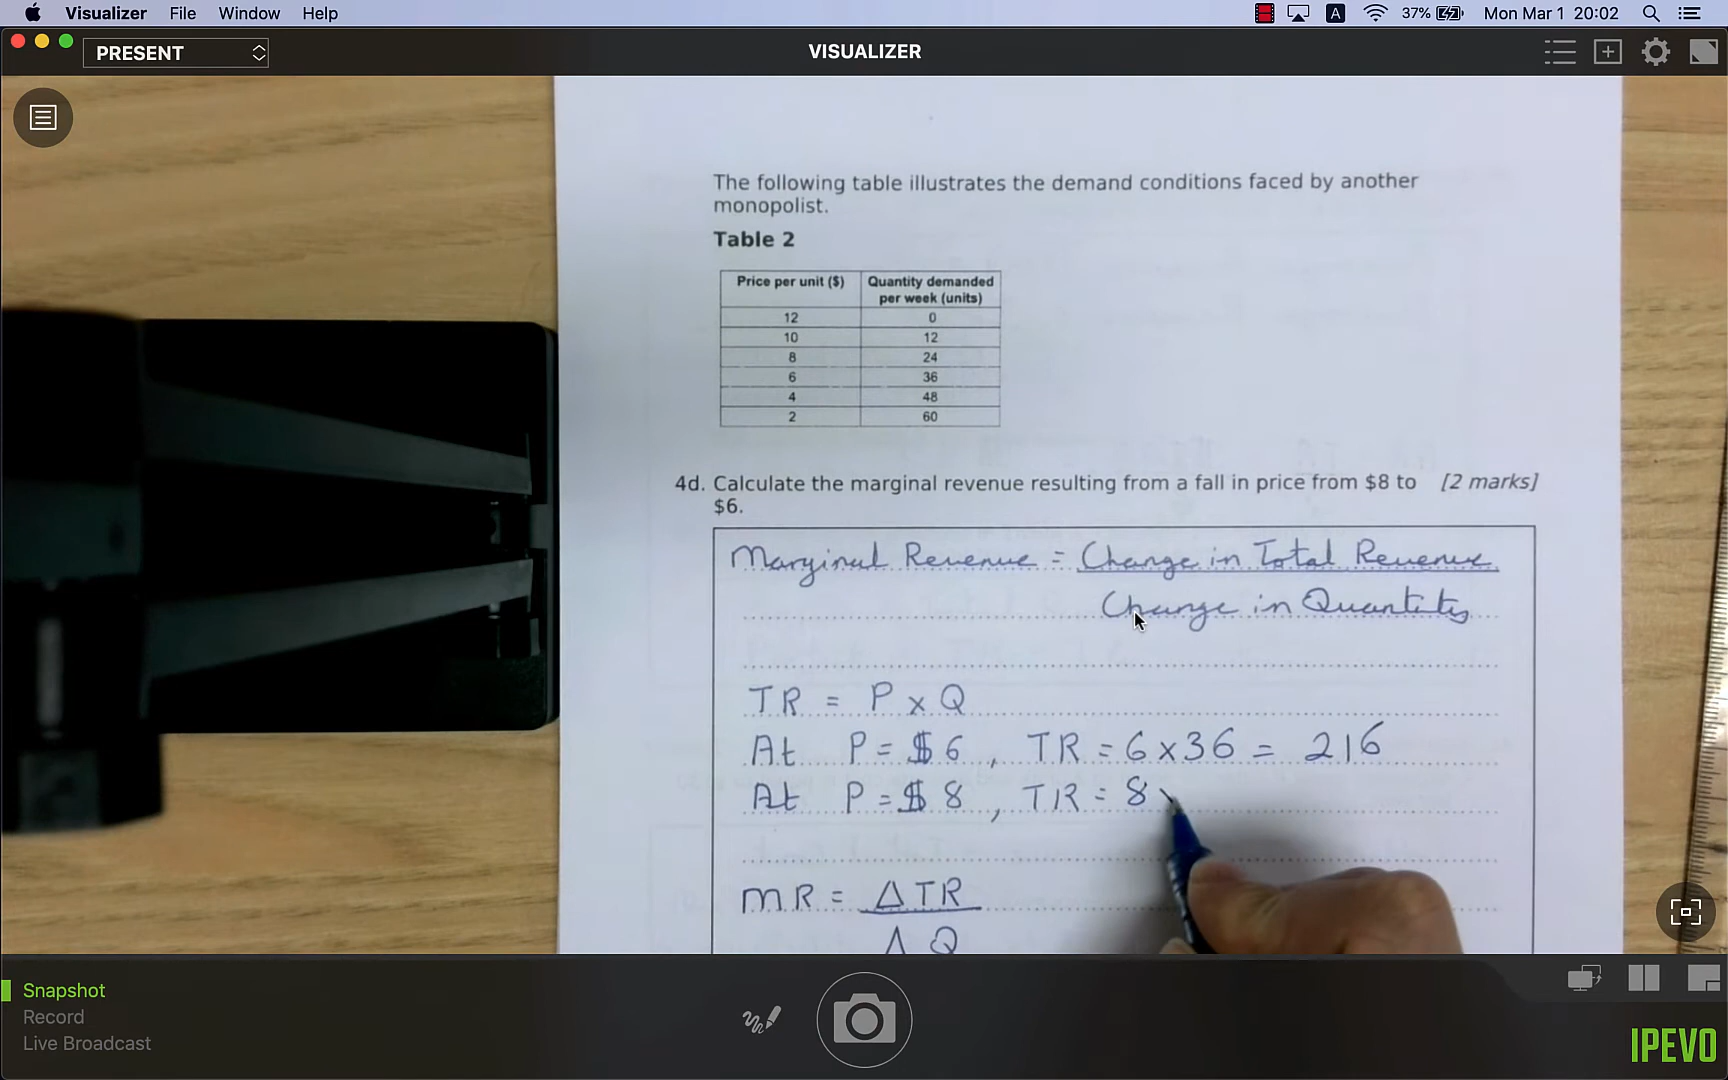 Visualizer File Window Help A 37% Mon Mar 1 20:02
PRESENT VISUALIZER
The following table illustrates the demand conditions faced by another
monopolist.
Table 2
Price per unit ($) Quantity demanded
per week (units)
12 0
10 12
8 24
6 36
4 48
2 60
4d. Calculate the marginal revenue resulting from a fall in price from $8 to [2 marks]
$6.
Marginal Revenue = Change in Total Revenue
Change in Quantity
TR = P x Q
At P = $6, TR = 6 x 36 = 216
At P = $8, TR = 8
MR = Δ TR
Δ Q
Snapshot
Record
Live Broadcast
IPEVO